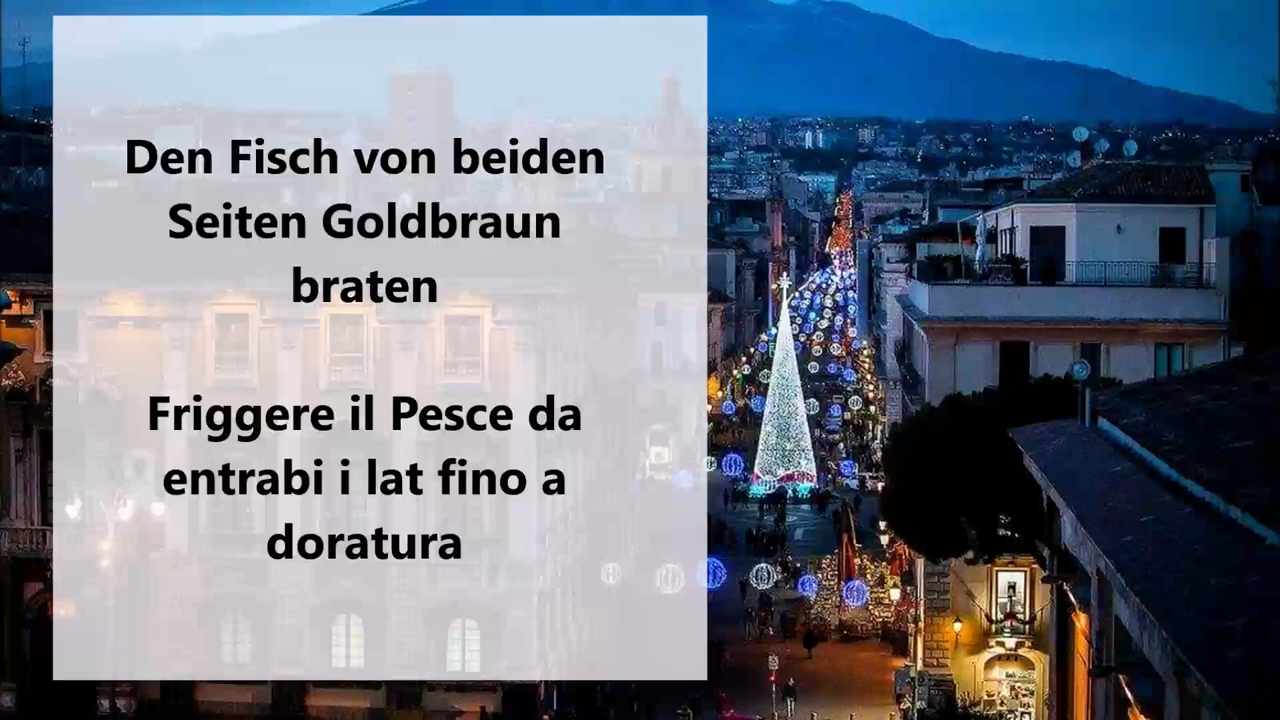 Den Fisch von beiden
Seiten Goldbraun
braten
Friggere il Pesce da
entrabi i lat fino a
doratura